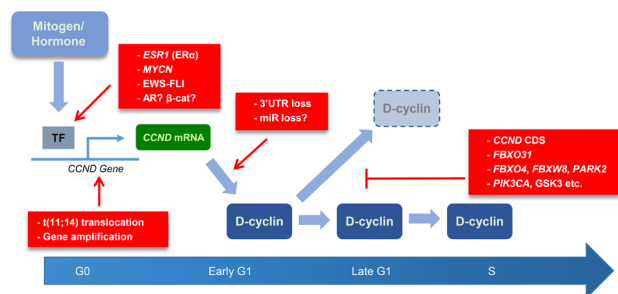 Mitogen/
Hormone
- ESR1 (ERα)
- MYCN
- EWS-FLI
- AR? β-cat?
- 3'UTR loss
- miR loss?
D-cyclin
TF
CCND mRNA
CCND Gene
- CCND CDS
- FBXO31
- FBXO4, FBXW8, PARK2
- PIK3CA, GSK3 etc.
- t(11;14) translocation
- Gene amplification
D-cyclin
D-cyclin
D-cyclin
G0
Early G1
Late G1
S